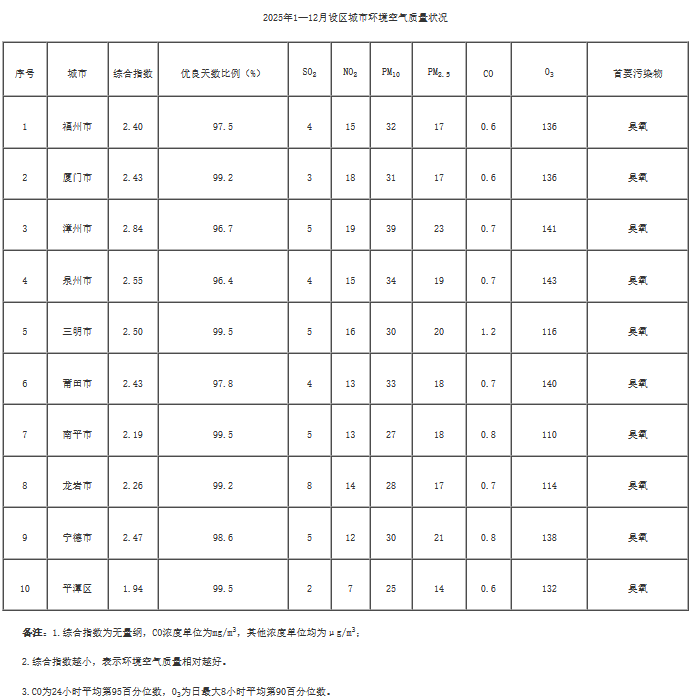 2025年1—12月设区城市环境空气质量状况
序号 城市 综合指数 优良天数比例（%） SO2 NO2 PM10 PM2.5 CO O3 首要污染物
1 福州市 2.40 97.5 4 15 32 17 0.6 136 臭氧
2 厦门市 2.43 99.2 3 18 31 17 0.6 136 臭氧
3 漳州市 2.84 96.7 5 19 39 23 0.7 141 臭氧
4 泉州市 2.55 96.4 4 15 34 19 0.7 143 臭氧
5 三明市 2.50 99.5 5 16 30 20 1.2 116 臭氧
6 莆田市 2.43 97.8 4 13 33 18 0.7 140 臭氧
7 南平市 2.19 99.5 5 13 27 18 0.8 110 臭氧
8 龙岩市 2.26 99.2 8 14 28 17 0.7 114 臭氧
9 宁德市 2.47 98.6 5 12 30 21 0.8 138 臭氧
10 平潭区 1.94 99.5 2 7 25 14 0.6 132 臭氧
备注：1.综合指数为无量纲，CO浓度单位为mg/m3，其他浓度单位均为μg/m3；
2.综合指数越小，表示环境空气质量相对越好。
3.CO为24小时平均第95百分位数，O3为日最大8小时平均第90百分位数。